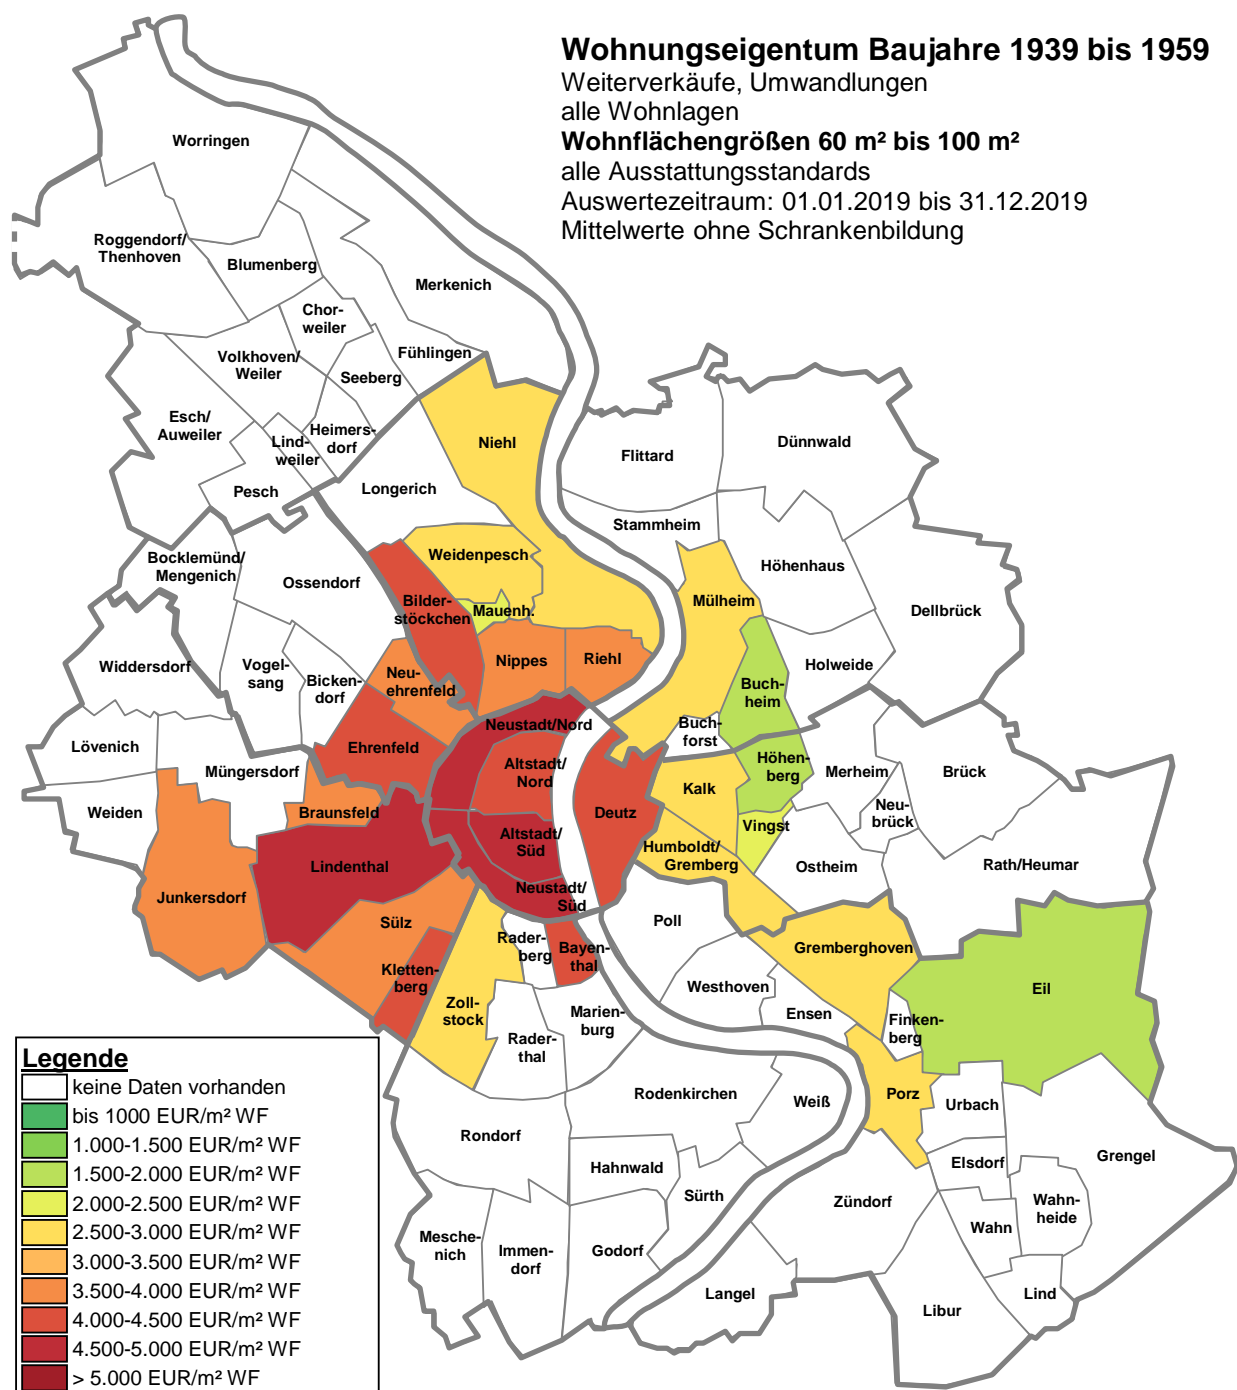 Wohnungseigentum Baujahre 1939 bis 1959
Weiterverkäufe, Umwandlungen
alle Wohnlagen
Wohnflächengrößen 60 m² bis 100 m²
alle Ausstattungsstandards
Auswertezeitraum: 01.01.2019 bis 31.12.2019
Mittelwerte ohne Schrankenbildung
Worringen
Roggendorf/
Thenhoven
Blumenberg
Merkenich
Chor-
weiler
Fühlingen
Volkhoven/
Weiler
Seeberg
Esch/
Auweiler
Heimers-
dorf
Lind-
weiler
Pesch
Niehl
Longerich
Flittard
Dünnwald
Stammheim
Weidenpesch
Bocklemünd/
Mengenich
Ossendorf
Höhenhaus
Mülheim
Dellbrück
Bilder-
stöckchen
Mauenh.
Widdersdorf
Vogel-
sang
Bicken-
dorf
Neu-
ehrenfeld
Nippes
Riehl
Holweide
Buch-
heim
Neustadt/Nord
Buch-
forst
Lövenich
Ehrenfeld
Müngersdorf
Altstadt/
Nord
Höhen-
berg
Merheim
Brück
Kalk
Neu-
brück
Weiden
Braunsfeld
Deutz
Vingst
Altstadt/
Süd
Humboldt/
Gremberg
Lindenthal
Ostheim
Rath/Heumar
Junkersdorf
Neustadt/
Süd
Sülz
Poll
Rader-
berg
Bayen-
thal
Gremberghoven
Kletten-
berg
Westhoven
Eil
Zoll-
stock
Marien-
burg
Ensen
Finken-
berg
Rader-
thal
Rodenkirchen
Weiß
Porz
Urbach
Rondorf
Elsdorf
Grengel
Hahnwald
Sürth
Zündorf
Wahn-
heide
Wahn
Mesche-
nich
Immen-
dorf
Godorf
Langel
Lind
Libur
Legende
keine Daten vorhanden
bis 1000 EUR/m² WF
1.000-1.500 EUR/m² WF
1.500-2.000 EUR/m² WF
2.000-2.500 EUR/m² WF
2.500-3.000 EUR/m² WF
3.000-3.500 EUR/m² WF
3.500-4.000 EUR/m² WF
4.000-4.500 EUR/m² WF
4.500-5.000 EUR/m² WF
> 5.000 EUR/m² WF